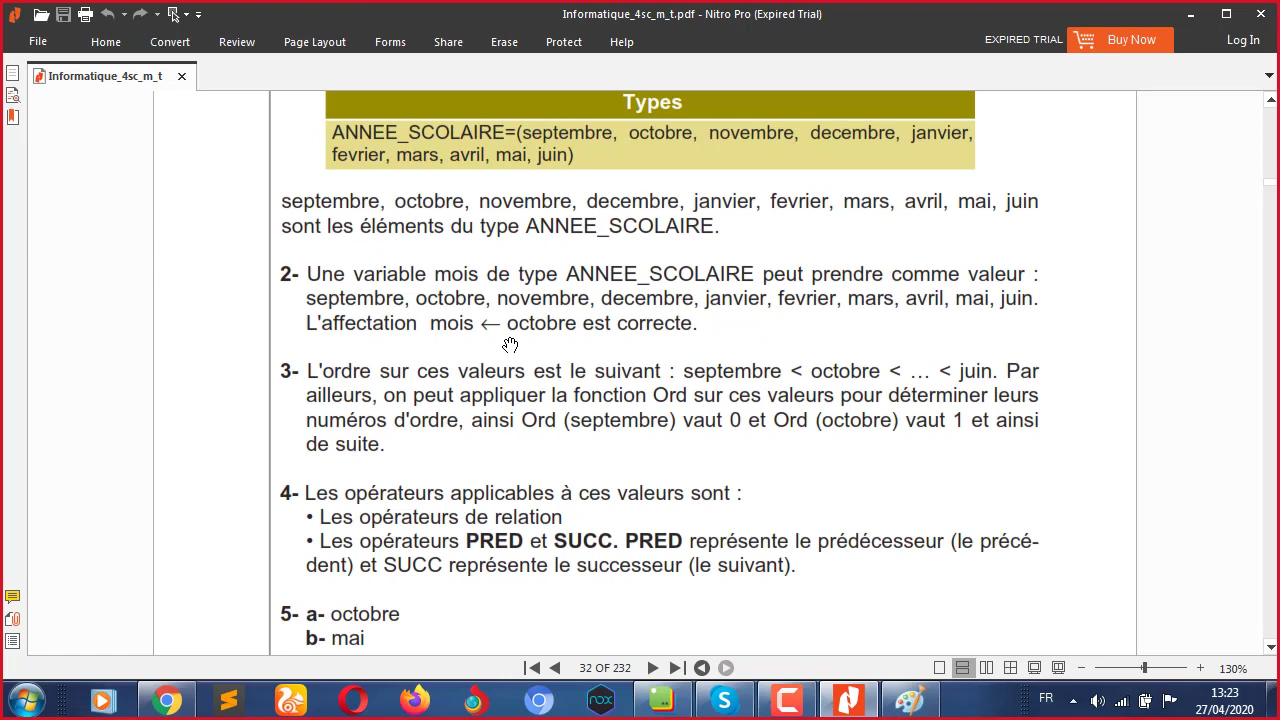 Informatique_4sc_m_t.pdf - Nitro Pro (Expired Trial)
File Home Convert Review Page Layout Forms Share Erase Protect Help EXPIRED TRIAL Buy Now Log In
Informatique_4sc_m_t
Types
ANNEE_SCOLAIRE=(septembre, octobre, novembre, decembre, janvier,
fevrier, mars, avril, mai, juin)
septembre, octobre, novembre, decembre, janvier, fevrier, mars, avril, mai, juin
sont les éléments du type ANNEE_SCOLAIRE.
2- Une variable mois de type ANNEE_SCOLAIRE peut prendre comme valeur :
septembre, octobre, novembre, decembre, janvier, fevrier, mars, avril, mai, juin.
L'affectation mois ← octobre est correcte.
3- L'ordre sur ces valeurs est le suivant : septembre < octobre < … < juin. Par
ailleurs, on peut appliquer la fonction Ord sur ces valeurs pour déterminer leurs
numéros d'ordre, ainsi Ord (septembre) vaut 0 et Ord (octobre) vaut 1 et ainsi
de suite.
4- Les opérateurs applicables à ces valeurs sont :
• Les opérateurs de relation
• Les opérateurs PRED et SUCC. PRED représente le prédécesseur (le précé-
dent) et SUCC représente le successeur (le suivant).
5- a- octobre
b- mai
32 OF 232
130%
nox
FR
13:23
27/04/2020